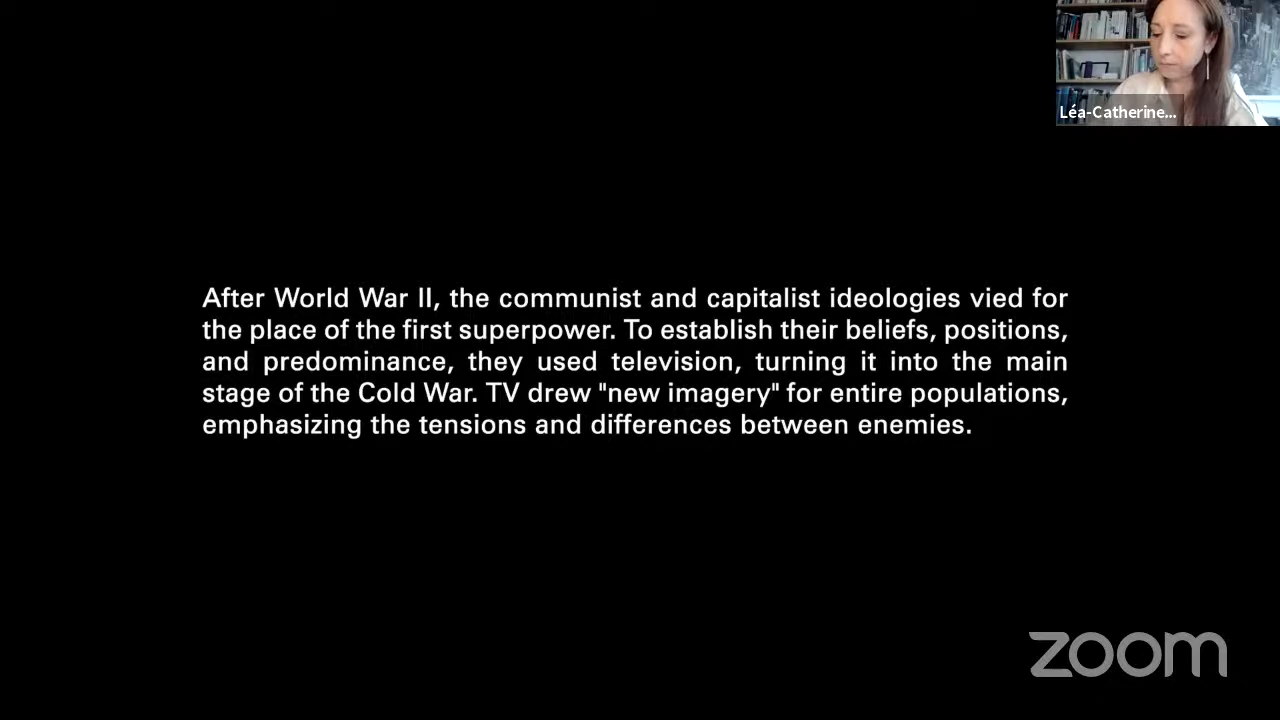 Léa-Catherine...
After World War II, the communist and capitalist ideologies vied for
the place of the first superpower. To establish their beliefs, positions,
and predominance, they used television, turning it into the main
stage of the Cold War. TV drew "new imagery" for entire populations,
emphasizing the tensions and differences between enemies.
zoom